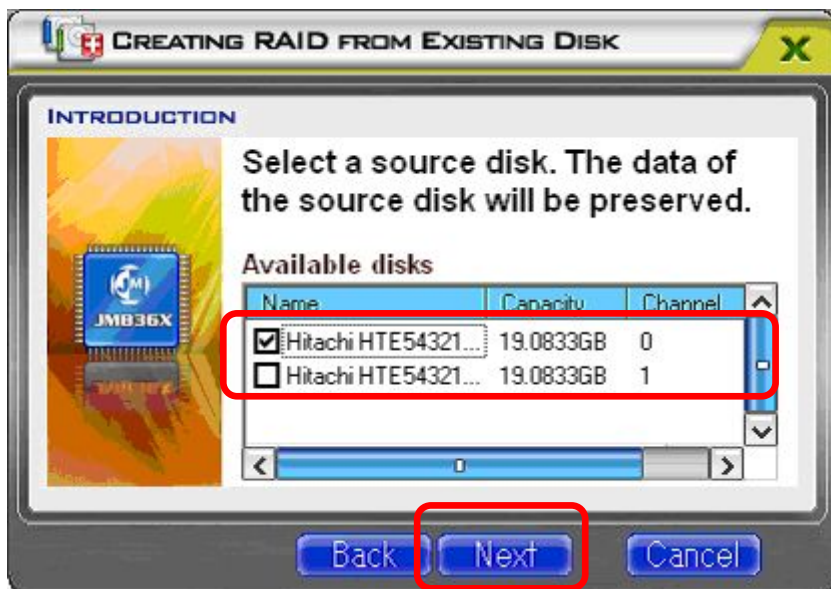 CREATING RAID FROM EXISTING DISK
X
INTRODUCTION
Select a source disk. The data of
the source disk will be preserved.
Available disks
Name Capacity Channel
Hitachi HTE54321... 19.0833GB 0
Hitachi HTE54321... 19.0833GB 1
JM
JMB36X
Back Next Cancel